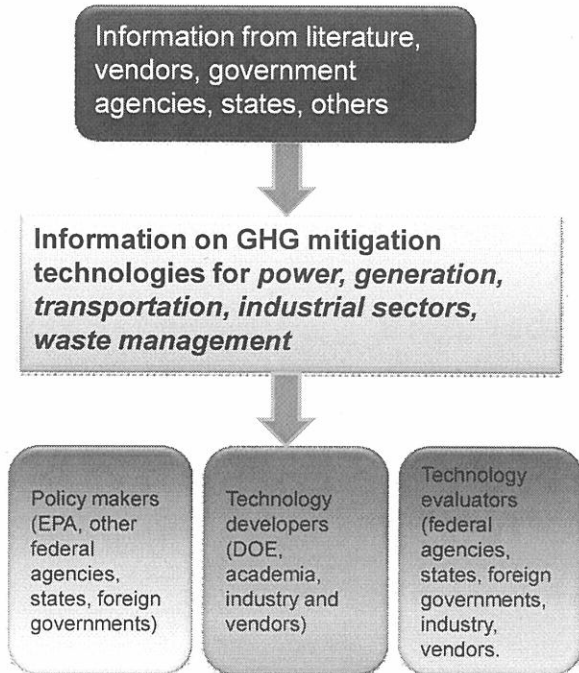 Information from literature,
vendors, government
agencies, states, others
Information on GHG mitigation
technologies for power, generation,
transportation, industrial sectors,
waste management
Policy makers
(EPA, other
federal
agencies,
states, foreign
governments)
Technology
developers
(DOE,
academia,
industry and
vendors)
Technology
evaluators
(federal
agencies,
states, foreign
governments,
industry,
vendors.